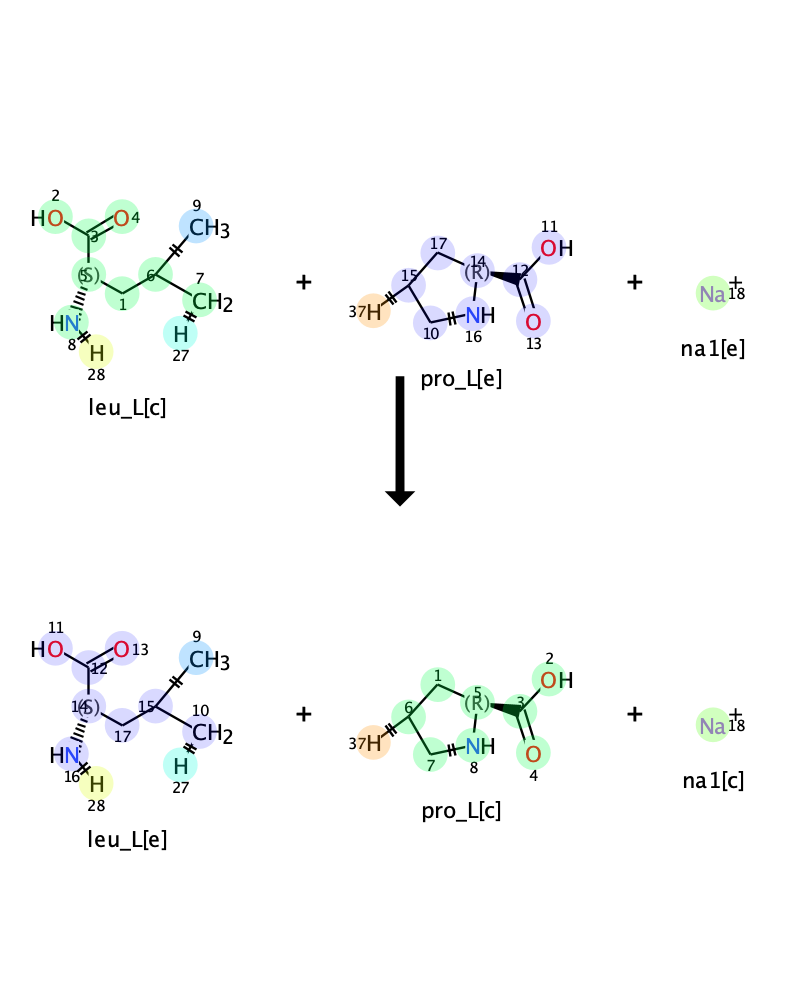 2 9
HO O4 CH3
3
5(S) 6 7
1 CH2
HN H
8 H 27
28
leu_L[c]
+
11
17 14 OH
15 (R) 12
37H NH O
10 16 13
pro_L[e]
+
Na+
18
na1[e]
11 9
HO O13 CH3
12
14(S) 15 10
17 CH2
HN H
16 H 27
28
leu_L[e]
+
2
1 5 OH
6 (R) 3
37H NH O
7 8 4
pro_L[c]
+
Na+
18
na1[c]